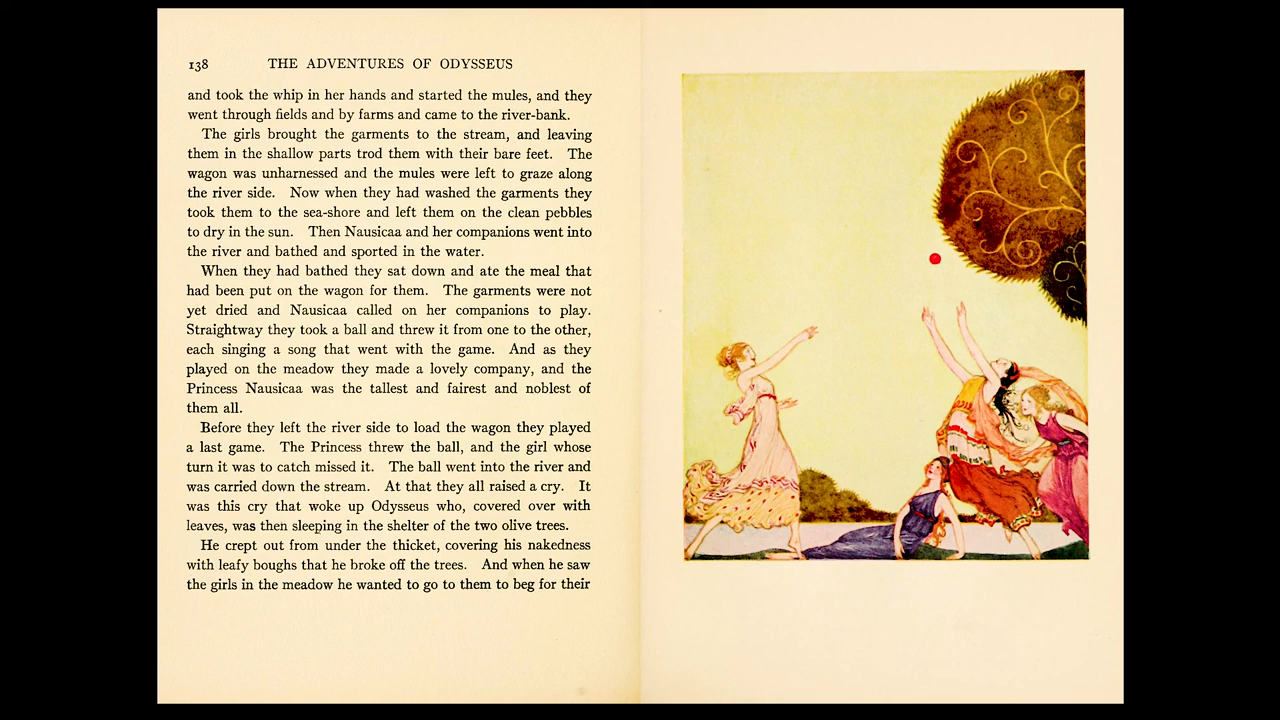 138 THE ADVENTURES OF ODYSSEUS
and took the whip in her hands and started the mules, and they
went through fields and by farms and came to the river-bank.
The girls brought the garments to the stream, and leaving
them in the shallow parts trod them with their bare feet. The
wagon was unharnessed and the mules were left to graze along
the river side. Now when they had washed the garments they
took them to the sea-shore and left them on the clean pebbles
to dry in the sun. Then Nausicaa and her companions went into
the river and bathed and sported in the water.
When they had bathed they sat down and ate the meal that
had been put on the wagon for them. The garments were not
yet dried and Nausicaa called on her companions to play.
Straightway they took a ball and threw it from one to the other,
each singing a song that went with the game. And as they
played on the meadow they made a lovely company, and the
Princess Nausicaa was the tallest and fairest and noblest of
them all.
Before they left the river side to load the wagon they played
a last game. The Princess threw the ball, and the girl whose
turn it was to catch missed it. The ball went into the river and
was carried down the stream. At that they all raised a cry. It
was this cry that woke up Odysseus who, covered over with
leaves, was then sleeping in the shelter of the two olive trees.
He crept out from under the thicket, covering his nakedness
with leafy boughs that he broke off the trees. And when he saw
the girls in the meadow he wanted to go to them to beg for their